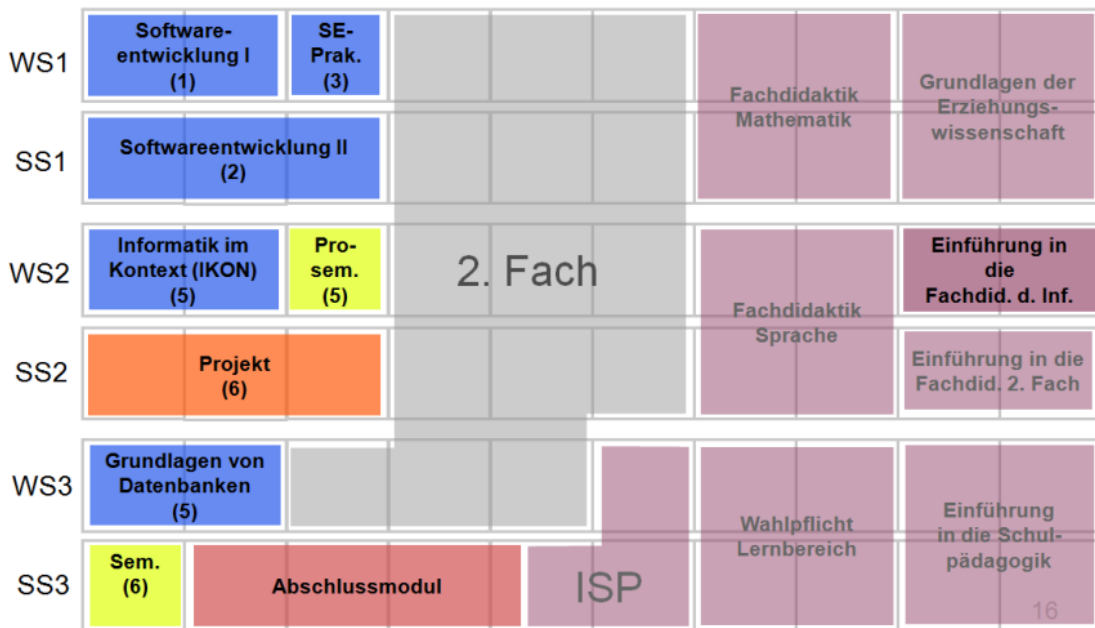 WS1
Software-
entwicklung I
(1)
SE-
Prak.
(3)
Fachdidaktik
Mathematik
Grundlagen der
Erziehungs-
wissenschaft
SS1
Softwareentwicklung II
(2)
WS2
Informatik im
Kontext (IKON)
(5)
Pro-
sem.
(5)
2. Fach
Fachdidaktik
Sprache
Einführung in
die
Fachdid. d. Inf.
SS2
Projekt
(6)
Einführung in die
Fachdid. 2. Fach
WS3
Grundlagen von
Datenbanken
(5)
Wahlpflicht
Lernbereich
Einführung
in die Schul-
pädagogik
SS3
Sem.
(6)
Abschlussmodul
ISP
16